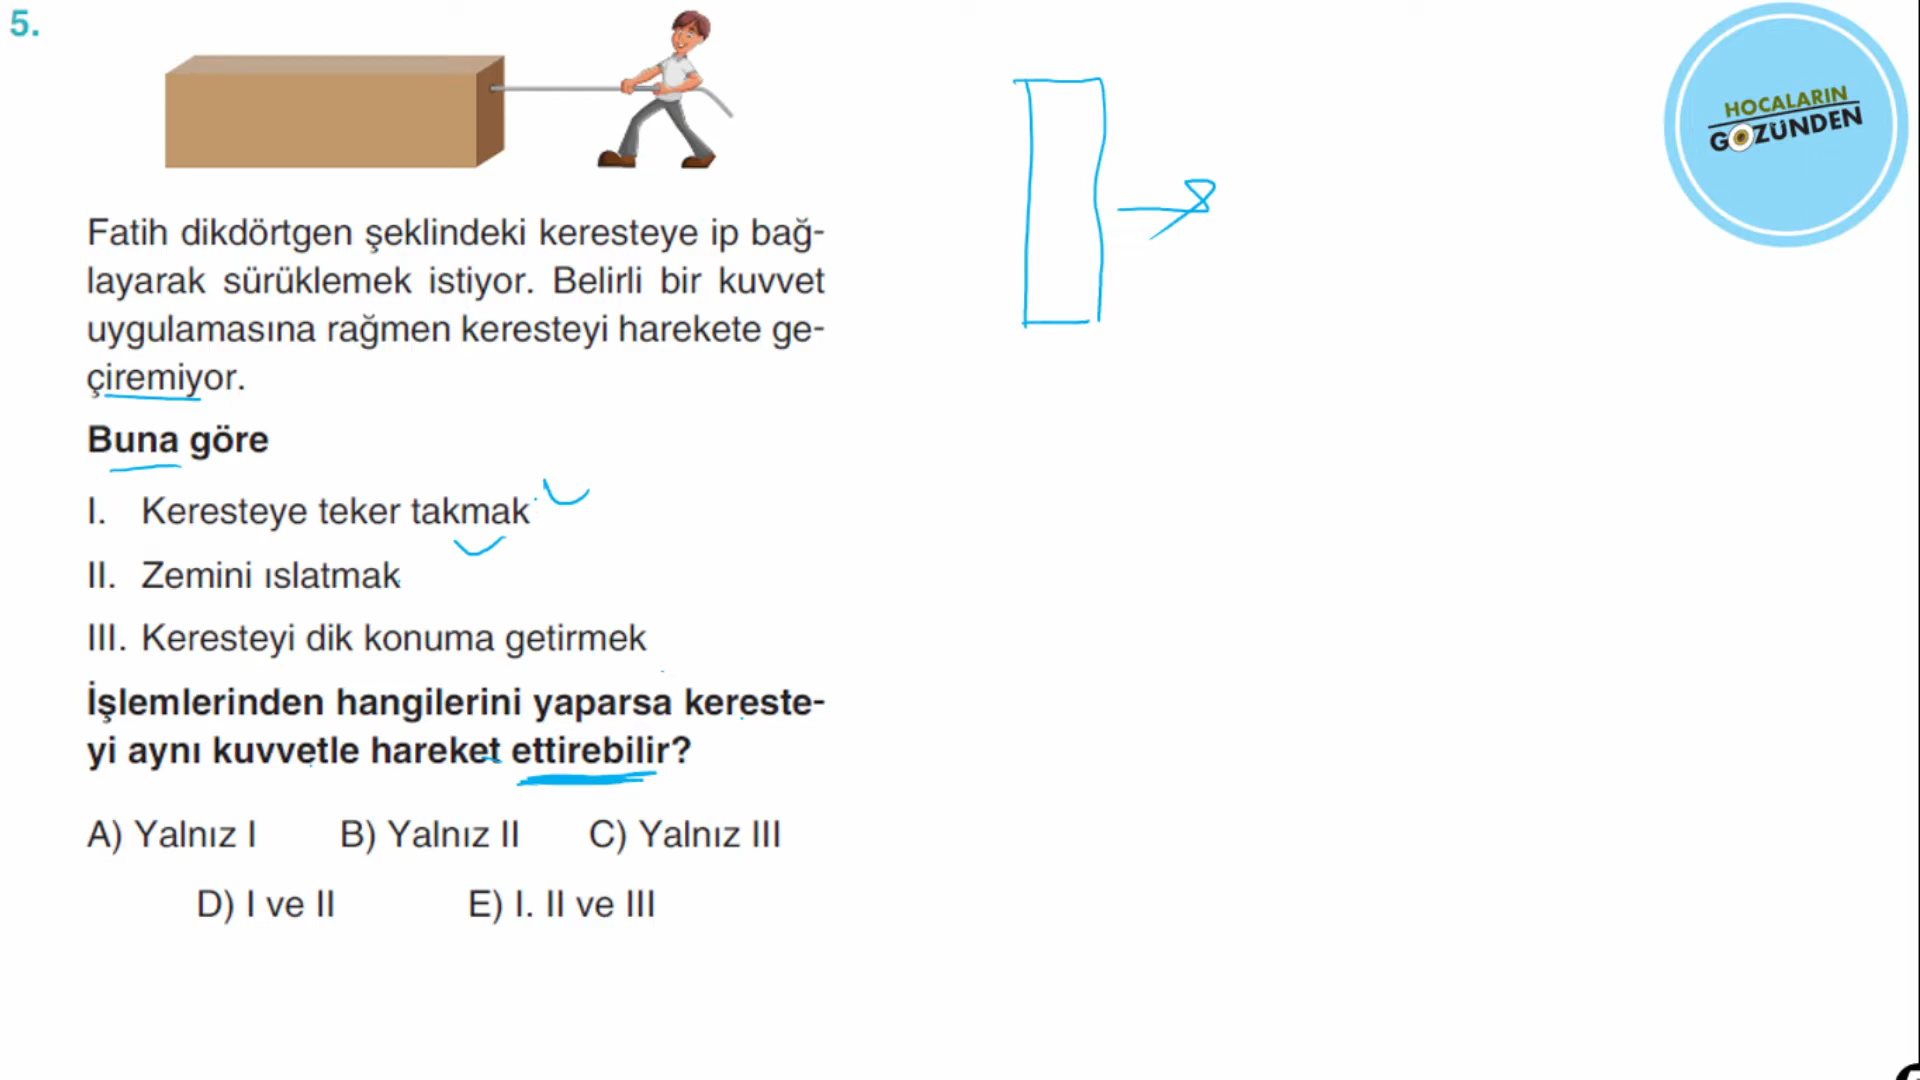 5.
HOCALARIN
GÖZÜNDEN
Fatih dikdörtgen şeklindeki keresteye ip bağ-
layarak sürüklemek istiyor. Belirli bir kuvvet
uygulamasına rağmen keresteyi harekete ge-
çiremiyor.
Buna göre
I. Keresteye teker takmak
II. Zemini ıslatmak
III. Keresteyi dik konuma getirmek
İşlemlerinden hangilerini yaparsa kereste-
yi aynı kuvvetle hareket ettirebilir?
A) Yalnız I B) Yalnız II C) Yalnız III
D) I ve II E) I. II ve III